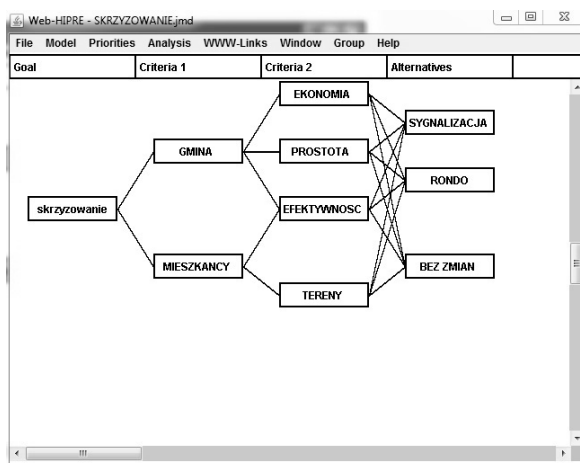 Web-HIPRE - SKRZYZOWANIE.jmd
File Model Priorities Analysis WWW-Links Window Group Help
Goal Criteria 1 Criteria 2 Alternatives
EKONOMIA
SYGNALIZACJA
GMINA PROSTOTA
RONDO
skrzyzowanie EFEKTYWNOSC
MIESZKANCY BEZ ZMIAN
TERENY